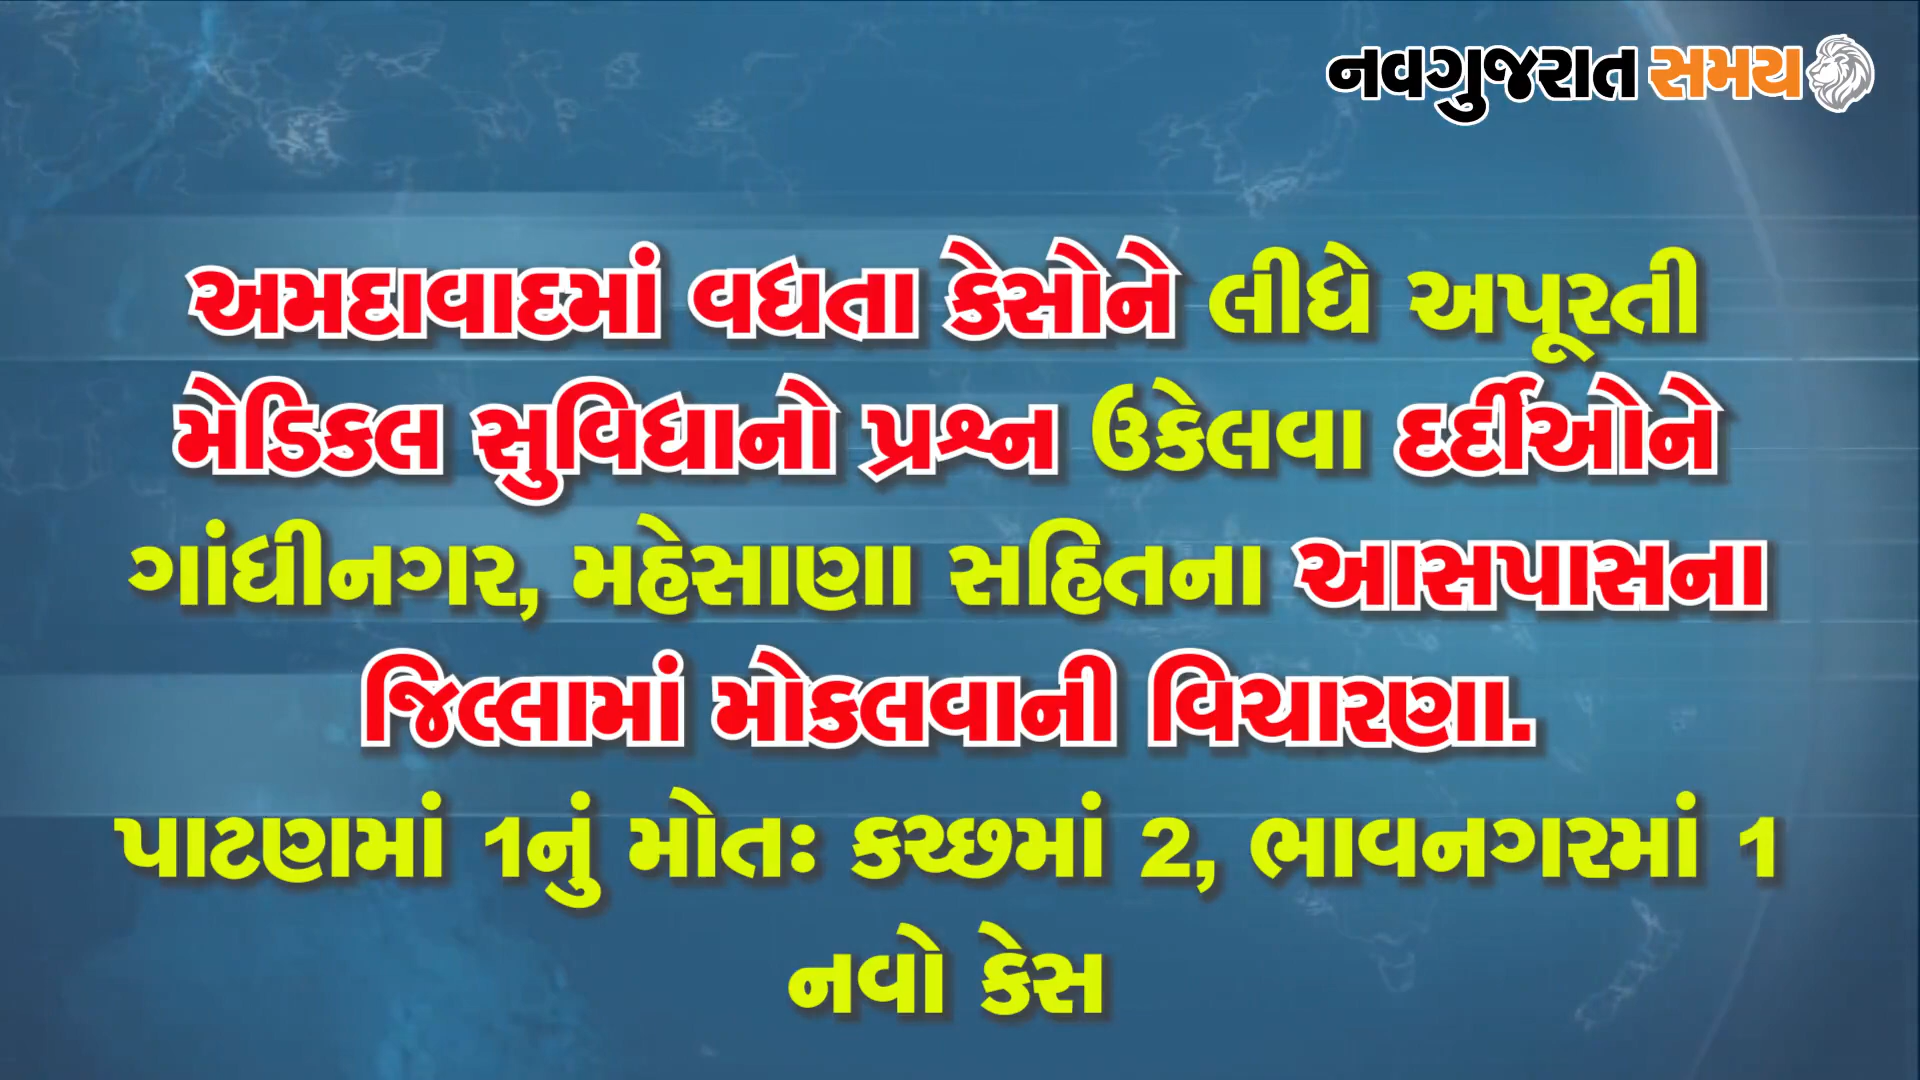 નવગુજરાત સમય
અમદાવાદમાં વધતા કેસોને લીધે અપૂરતી
મેડિકલ સુવિધાનો પ્રશ્ન ઉકેલવા દર્દીઓને
ગાંધીનગર, મહેસાણા સહિતના આસપાસના
જિલ્લામાં મોકલવાની વિચારણા.
પાટણમાં 1નું મોતઃ કચ્છમાં 2, ભાવનગરમાં 1
નવો કેસ